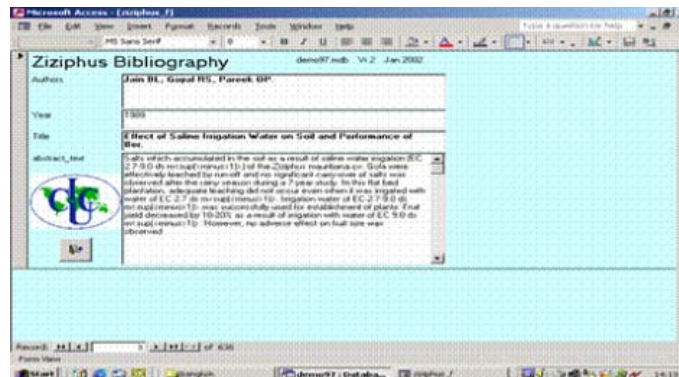 Microsoft Access - [ziziphus_f]
File Edit View Insert Format Records Tools Window Help
Type a question for help
MS Sans Serif 8 B I U
Ziziphus Bibliography demo97.mdb Vr.2 Jan 2002
Authors Jain BL, Gopal RS, Pareek OP.
Year
Title Effect of Saline Irrigation Water on Soil and Performance of
Ber.
abstract_text Salts which accumulated in the soil as a result of saline water irrigation (EC
2.7-9.0 ds m<sup>(minus)1) of the Ziziphus mauritiana cv. Gola were
effectively leached by run-off and no significant carry-over of salts was
observed after the rainy season during a 7 year study. In this flat bed
plantation, adequate leaching did not occur even when it was irrigated with
water of EC 2.7 ds m<sup>(minus)1). Irrigation water of EC 2.7-9.0 ds
m<sup>(minus)1) was successfully used for establishment of plants. Fruit
yield decreased by 10-20% as a result of irrigation with water of EC 9.0 ds
m<sup>(minus)1). However, no adverse effect on fruit size was
observed
Record: of 636
Form View
Start demo97 : Databa... ziziphus_f 14:13